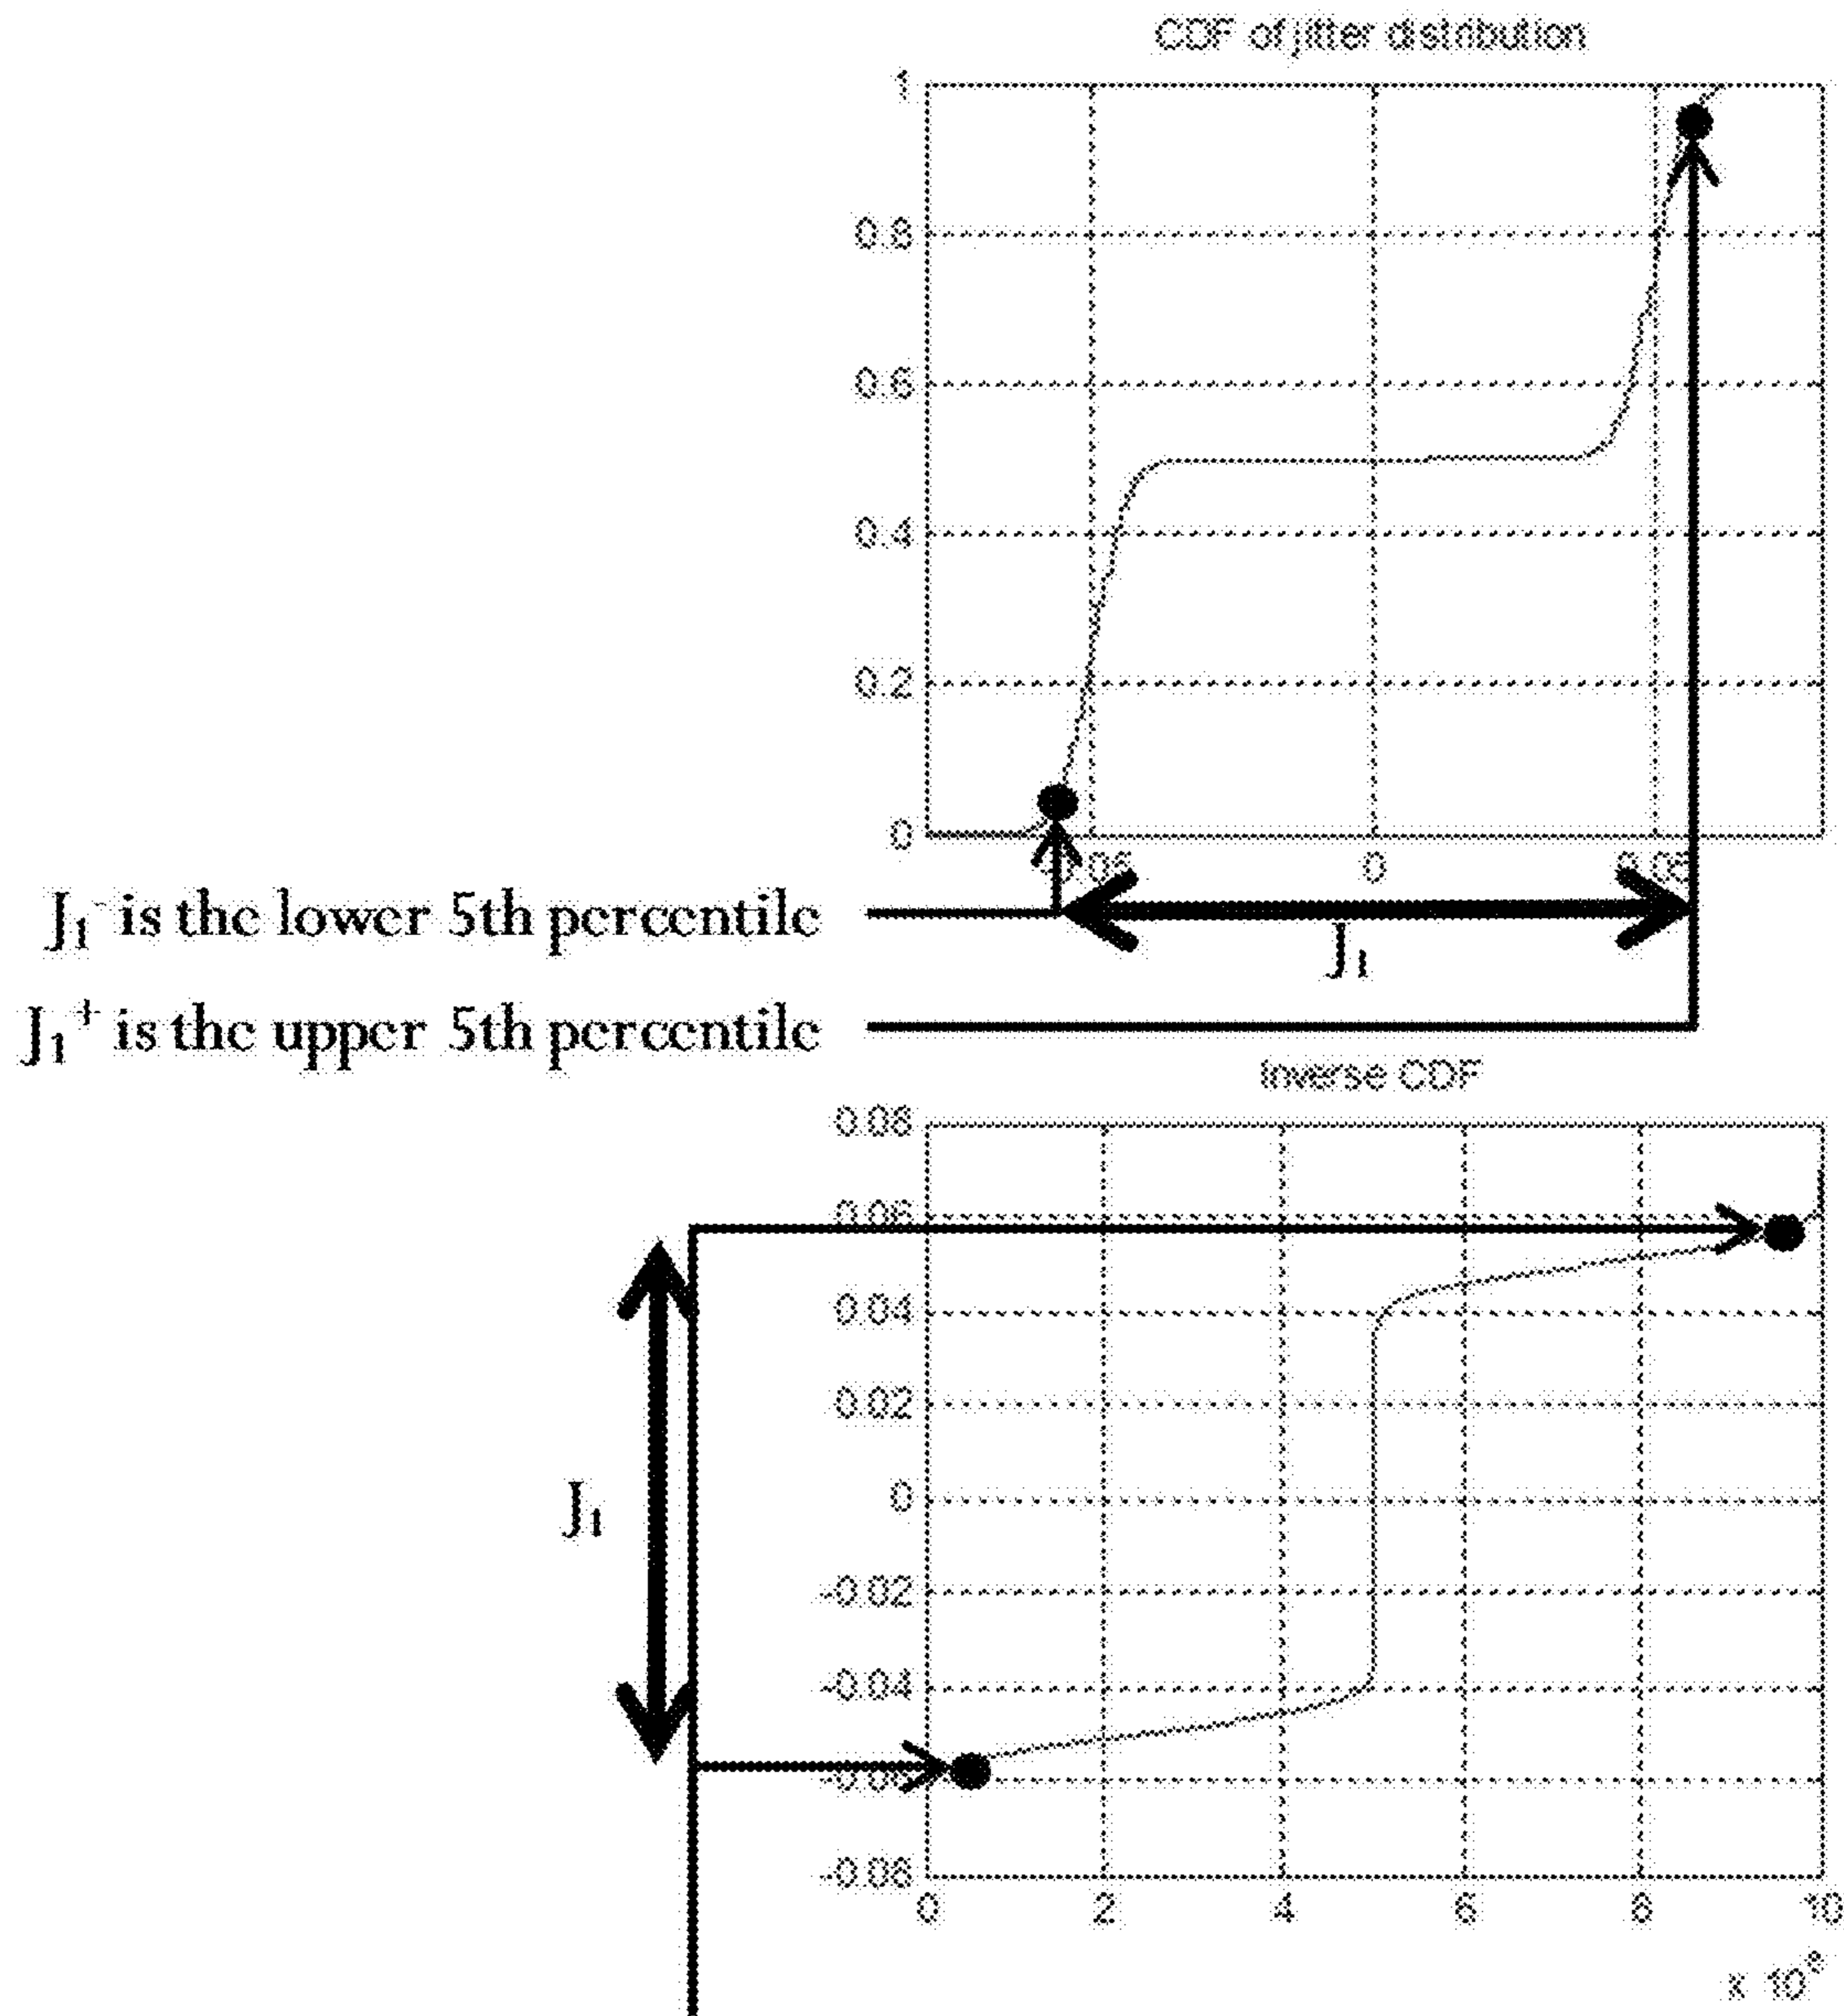 CDF of jitter distribution
1
0.8
0.6
0.4
0.2
0
0
J₁⁻ is the lower 5th percentile
J₁
J₁⁺ is the upper 5th percentile
Inverse CDF
0.08
0.06
0.04
0.02
J₁
0
-0.02
-0.04
0 2 4 6 8 10